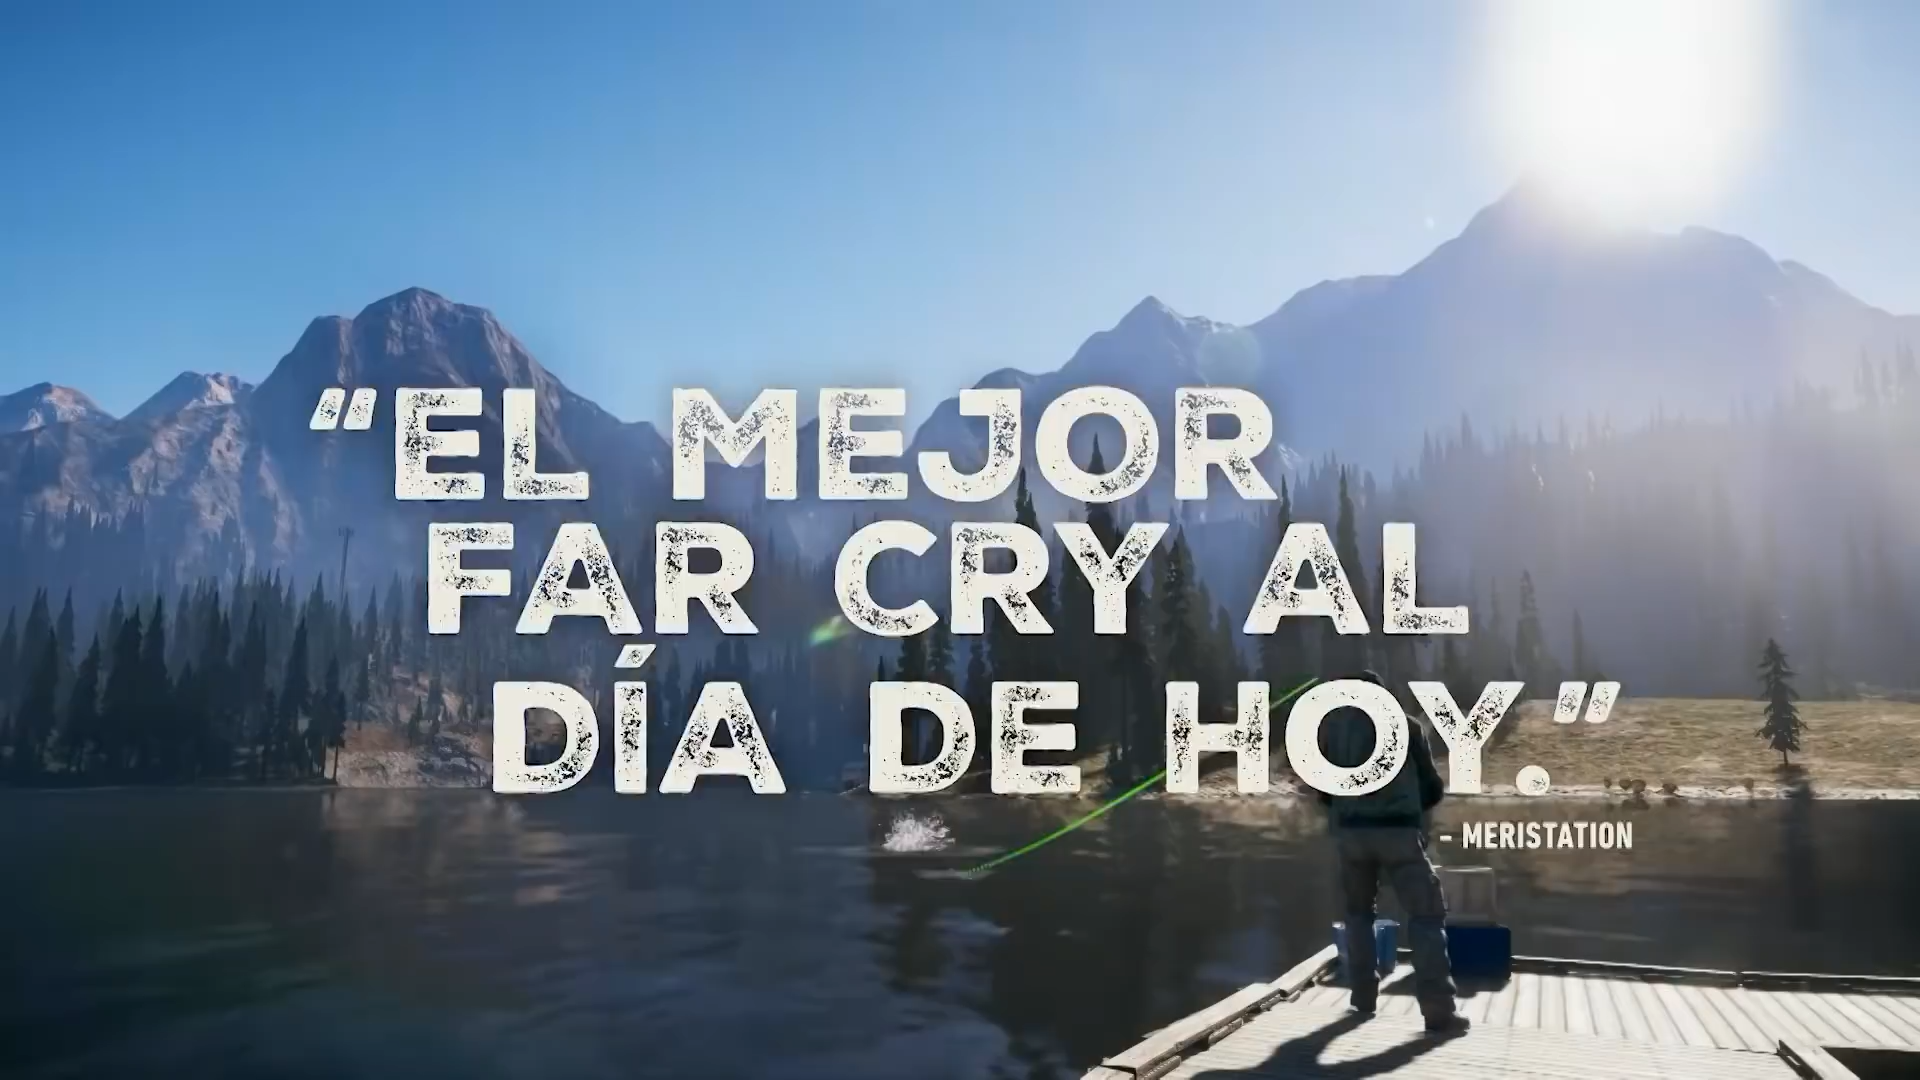 “EL MEJOR
FAR CRY AL
DÍA DE HOY.”
- MERISTATION